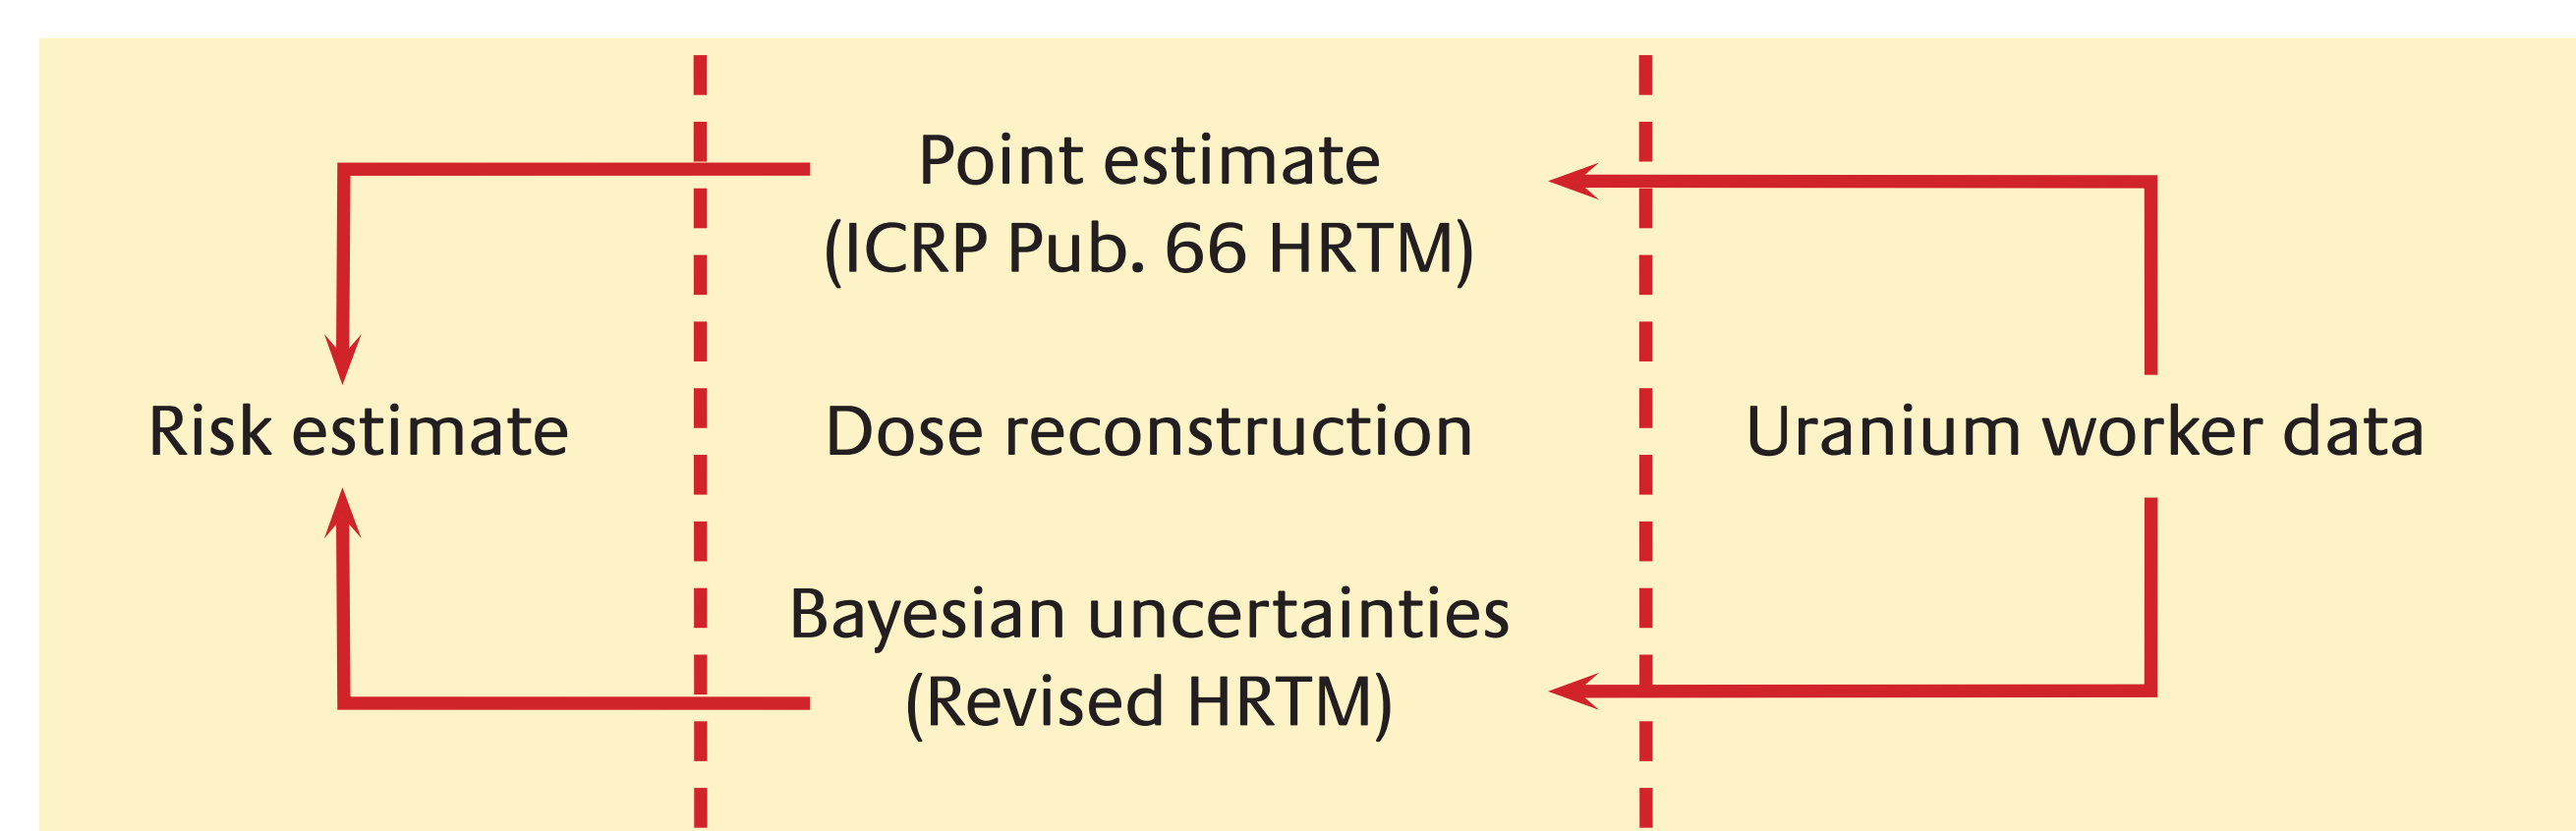 Point estimate
(ICRP Pub. 66 HRTM)
Risk estimate
Dose reconstruction
Uranium worker data
Bayesian uncertainties
(Revised HRTM)